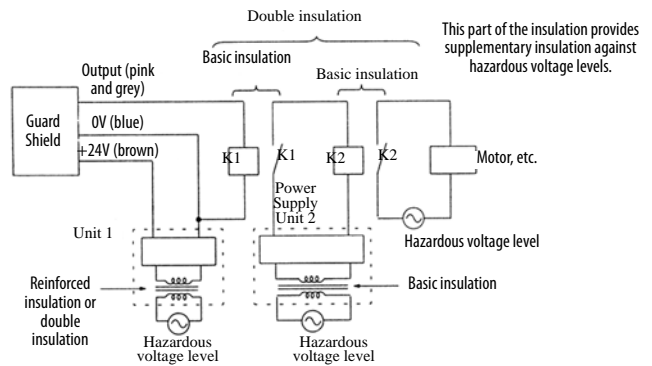 Double insulation
This part of the insulation provides
supplementary insulation against
hazardous voltage levels.
Basic insulation
Basic insulation
Output (pink
and grey)
Guard
Shield
0V (blue)
+24V (brown)
K1
K1
K2
K2
Motor, etc.
Power
Supply
Unit 2
Unit 1
Hazardous voltage level
Reinforced
insulation or
double
insulation
Basic insulation
Hazardous
voltage level
Hazardous
voltage level